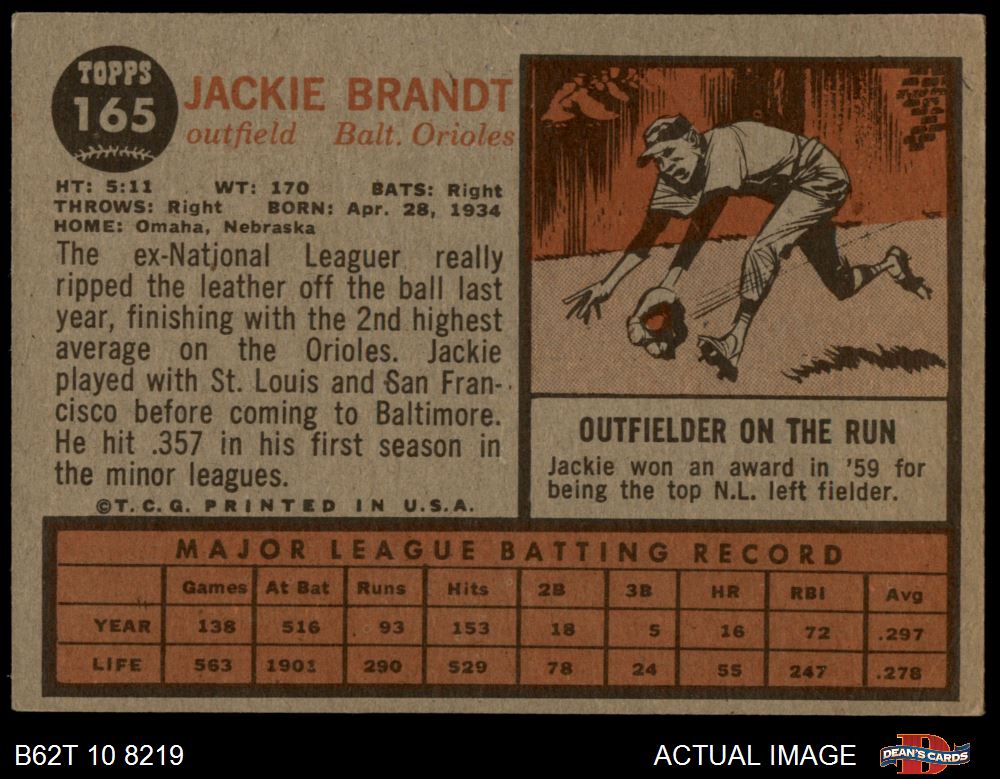 TOPPS
165
JACKIE BRANDT
outfield Balt. Orioles
HT: 5:11 WT: 170 BATS: Right
THROWS: Right BORN: Apr. 28, 1934
HOME: Omaha, Nebraska
The ex-National Leaguer really
ripped the leather off the ball last
year, finishing with the 2nd highest
average on the Orioles. Jackie
played with St. Louis and San Fran-
cisco before coming to Baltimore.
He hit .357 in his first season in
the minor leagues.
©T.C.G. PRINTED IN U.S.A.
OUTFIELDER ON THE RUN
Jackie won an award in '59 for
being the top N.L. left fielder.
MAJOR LEAGUE BATTING RECORD
Games At Bat Runs Hits 2B 3B HR RBI Avg
YEAR 138 516 93 153 18 5 16 72 .297
LIFE 563 1901 290 529 78 24 55 247 .278
B62T 10 8219
ACTUAL IMAGE
DEAN'S CARDS